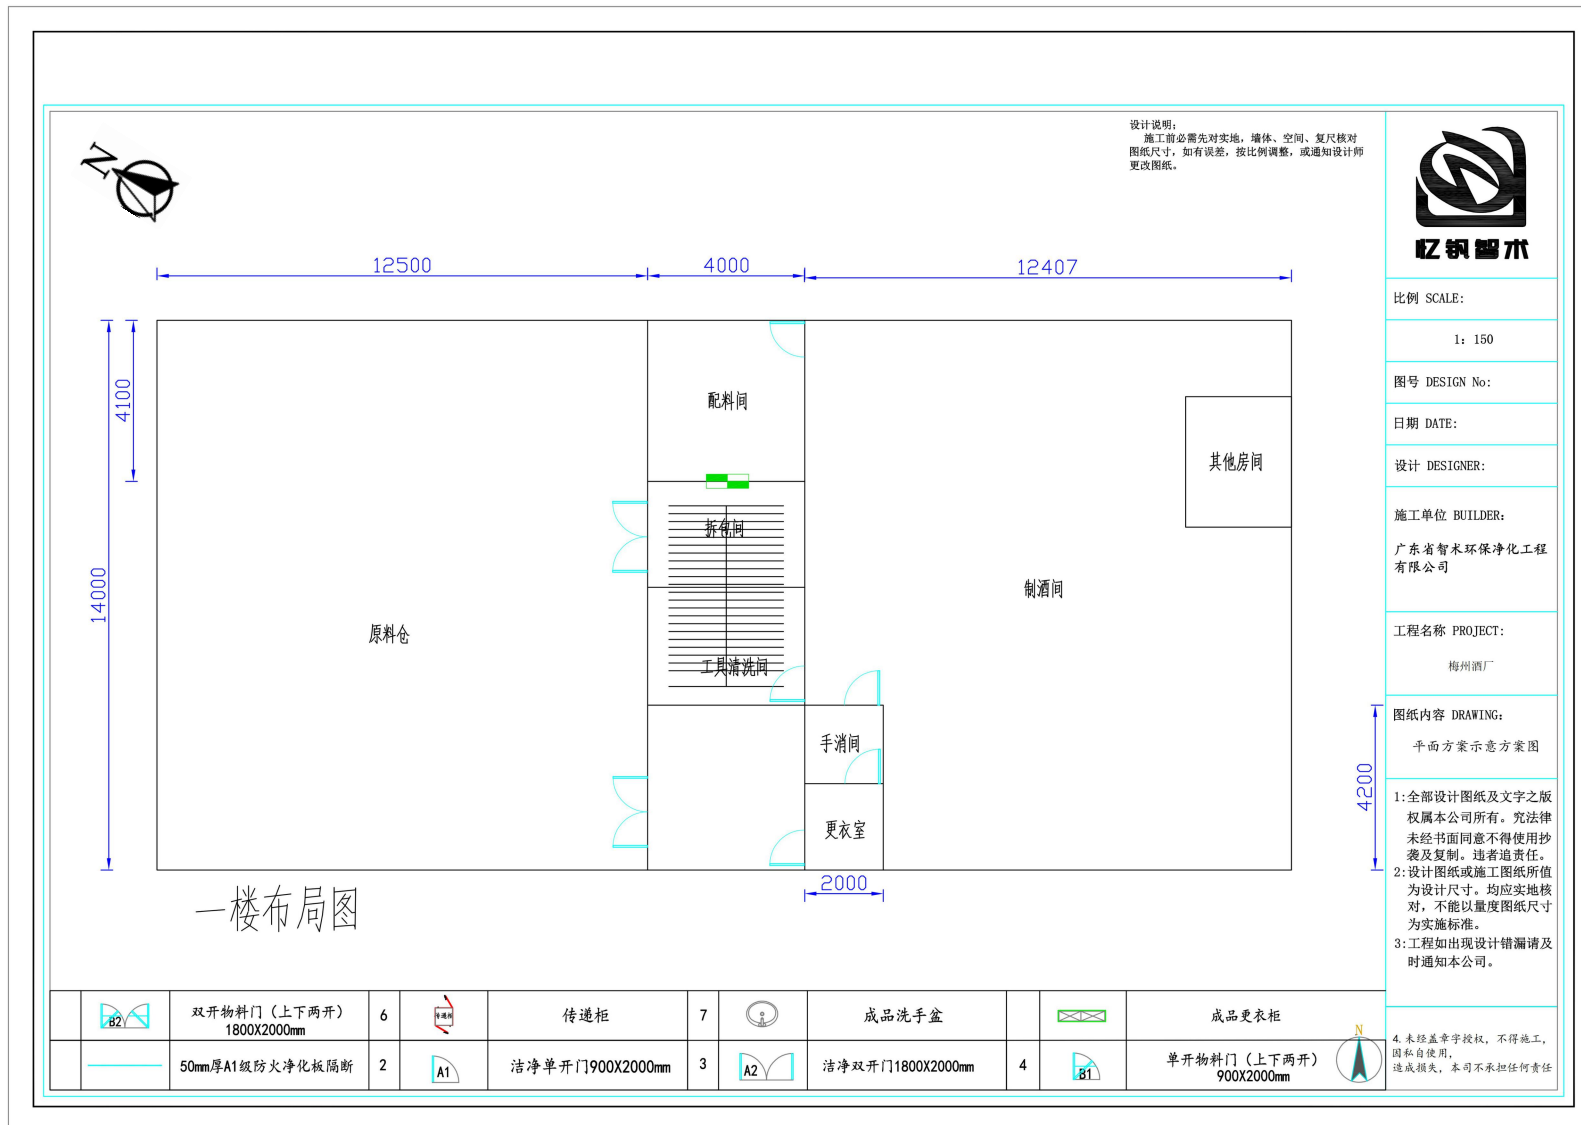 N
设计说明:
施工前必需先对实地，墙体、空间、复尺核对
图纸尺寸，如有误差，按比例调整，或通知设计师
更改图纸。
忆钢智术
12500
4000
12407
4100
14000
配料间
拆包间
工具清洗间
原料仓
制酒间
其他房间
手消间
更衣室
4200
2000
一楼布局图
比例 SCALE:
1: 150
图号 DESIGN No:
日期 DATE:
设计 DESIGNER:
施工单位 BUILDER:
广东省智术环保净化工程
有限公司
工程名称 PROJECT:
梅州酒厂
图纸内容 DRAWING:
平面方案示意方案图
1:全部设计图纸及文字之版
权属本公司所有。究法律
未经书面同意不得使用抄
袭及复制。违者追责任。
2:设计图纸或施工图纸所值
为设计尺寸。均应实地核
对，不能以量度图纸尺寸
为实施标准。
3:工程如出现设计错漏请及
时通知本公司。
4.未经盖章字授权，不得施工，
因私自使用，
造成损失，本司不承担任何责任
B2
双开物料门（上下两开）
1800X2000mm
6
传递柜
传递柜
7
成品洗手盆
成品更衣柜
50mm厚A1级防火净化板隔断
2
A1
洁净单开门900X2000mm
3
A2
洁净双开门1800X2000mm
4
B1
单开物料门（上下两开）
900X2000mm
N